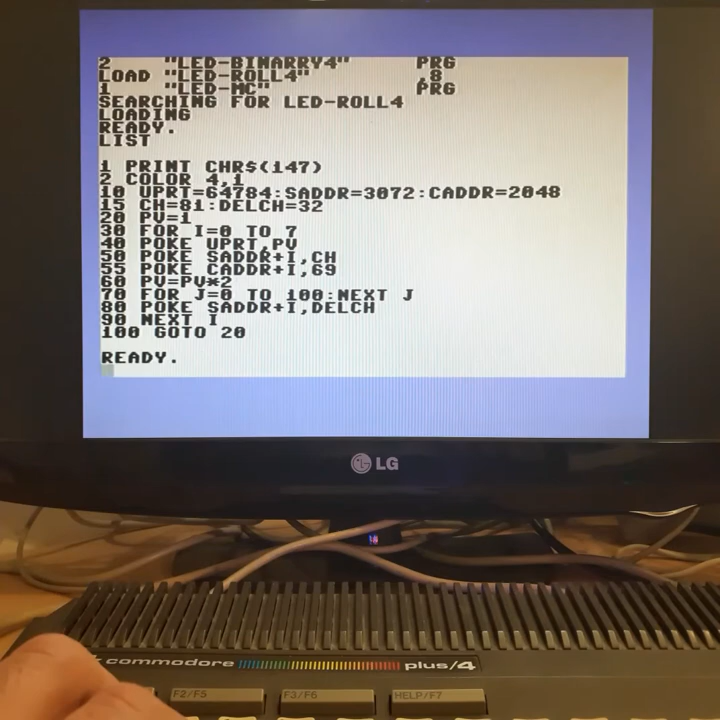 2 "LED-BINARRY4" PRG
LOAD "LED-ROLL4" ,8
1 "LED-MC" PRG
SEARCHING FOR LED-ROLL4
LOADING
READY.
LIST
1 PRINT CHR$(147)
2 COLOR 4,1
10 UPRT=64784:SADDR=3072:CADDR=2048
15 CH=81:DELCH=32
20 PV=1
30 FOR I=0 TO 7
40 POKE UPRT,PV
50 POKE SADDR+I,CH
55 POKE CADDR+I,69
60 PV=PV*2
70 FOR J=0 TO 100:NEXT J
80 POKE SADDR+I,DELCH
90 NEXT I
100 GOTO 20
READY.
LG
commodore plus/4
F2/F5 F3/F6 HELP/F7